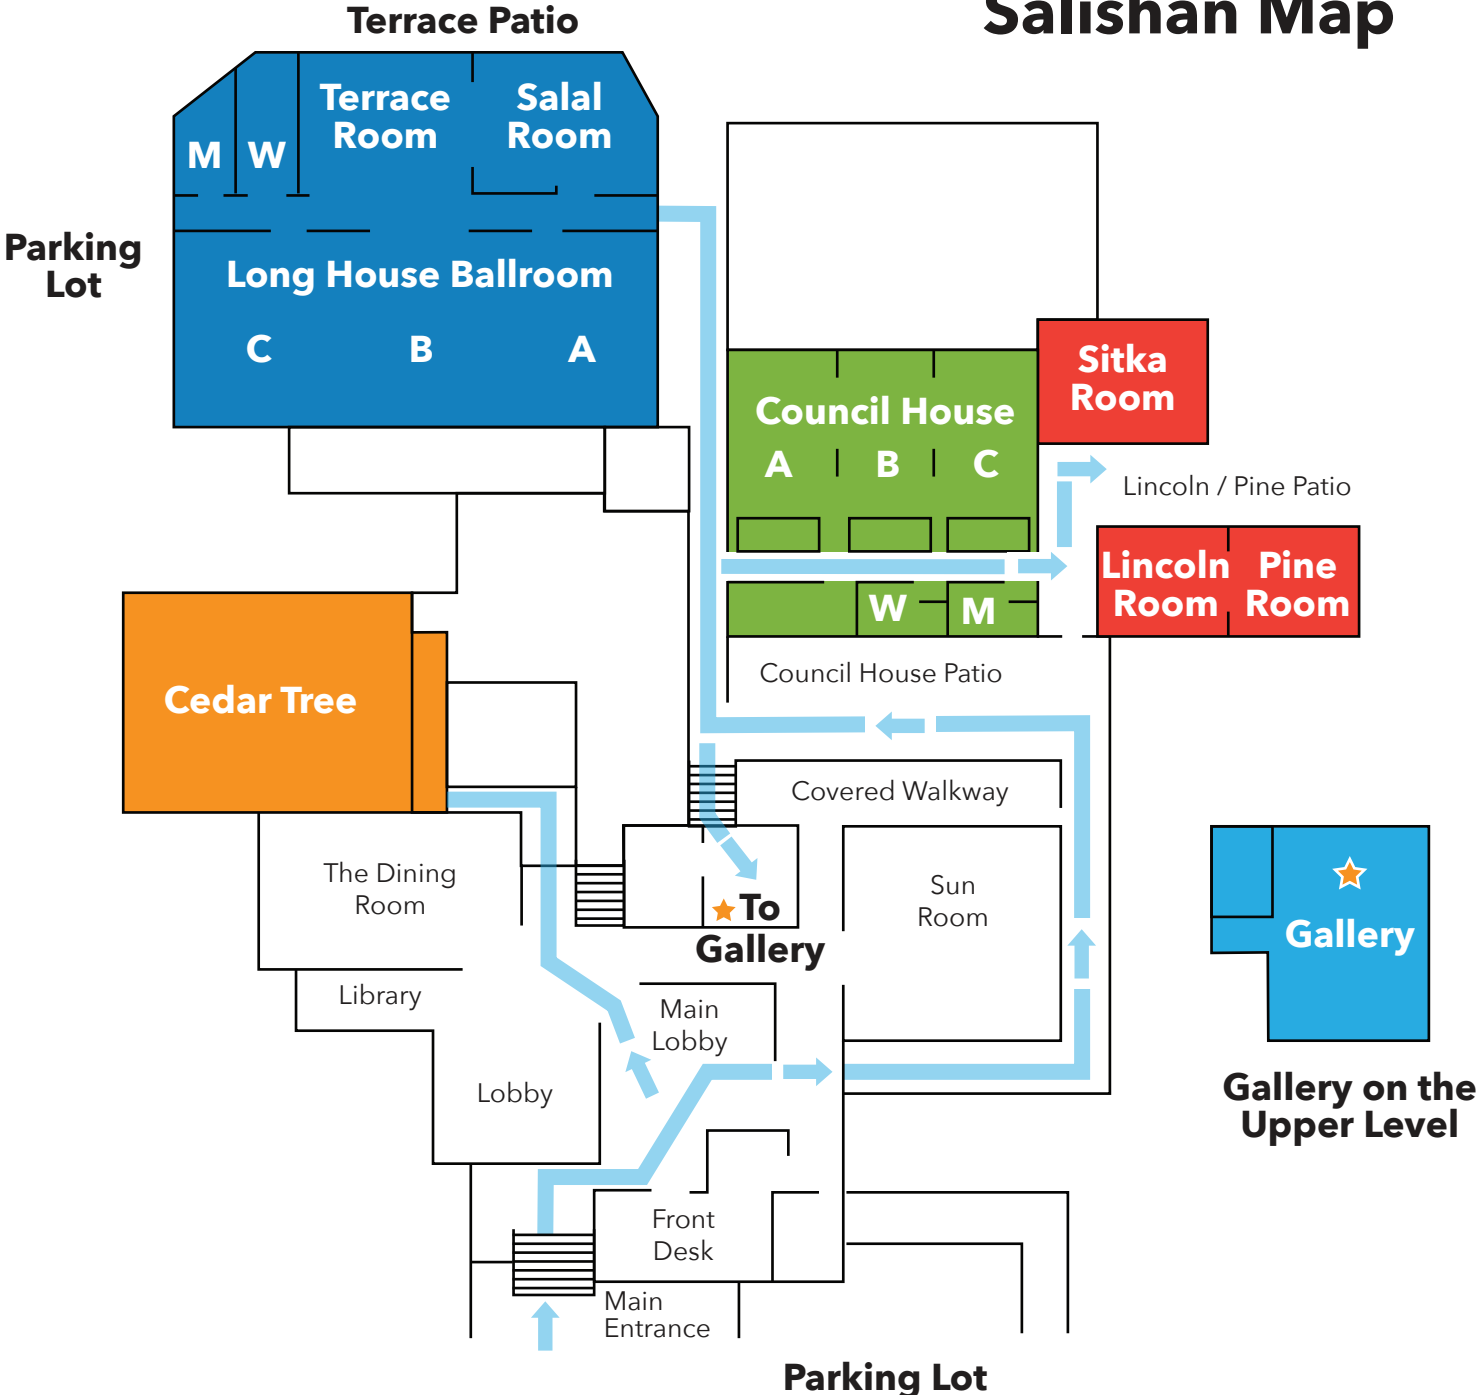 Salishan Map
Terrace Patio
Terrace
Room
Salal
Room
M
W
Parking
Lot
Long House Ballroom
C
B
A
Sitka
Room
Council House
A
B
C
Lincoln / Pine Patio
Lincoln
Room
Pine
Room
W
M
Council House Patio
Cedar Tree
Covered Walkway
The Dining
Room
Sun
Room
To
Gallery
Gallery
Library
Main
Lobby
Lobby
Gallery on the
Upper Level
Front
Desk
Main
Entrance
Parking Lot